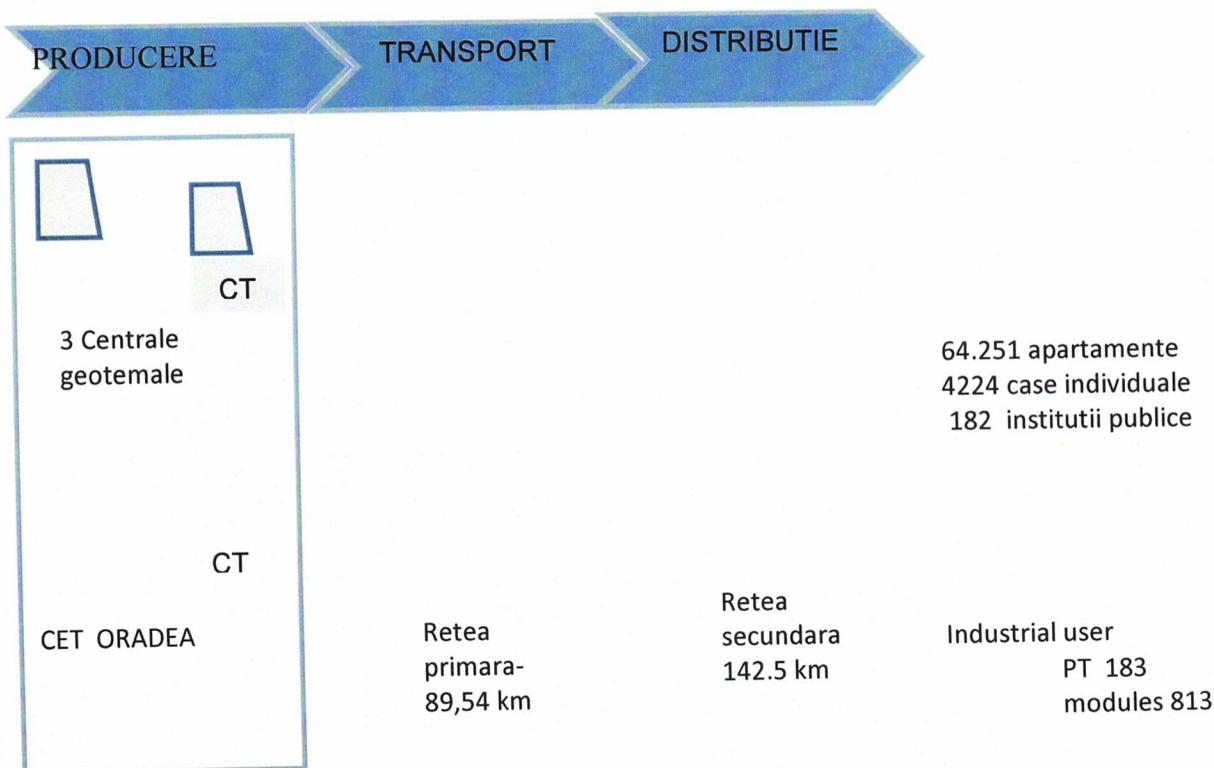 PRODUCERE
TRANSPORT
DISTRIBUTIE
CT
3 Centrale
geotemale
64.251 apartamente
4224 case individuale
182 institutii publice
CT
CET ORADEA
Retea
primara-
89,54 km
Retea
secundara
142.5 km
Industrial user
PT 183
modules 813